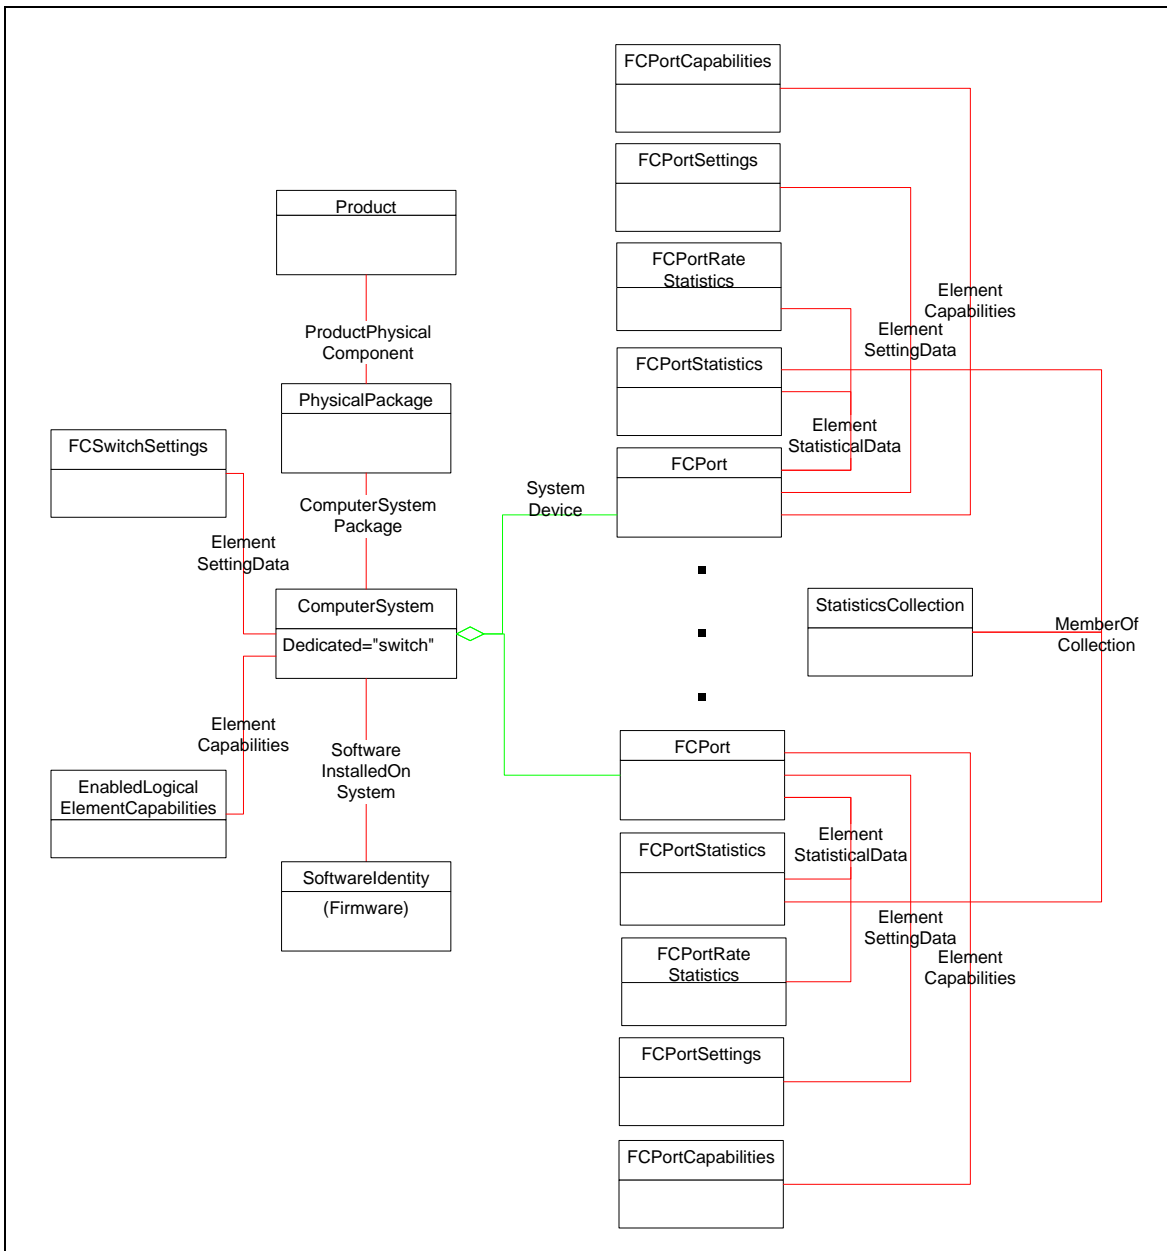 FCPortCapabilities
FCPortSettings
Product
FCPortRate
Statistics
Element
Capabilities
ProductPhysical
Component
Element
SettingData
FCPortStatistics
PhysicalPackage
Element
StatisticalData
FCSwitchSettings
FCPort
System
Device
ComputerSystem
Package
Element
SettingData
ComputerSystem
Dedicated="switch"
StatisticsCollection
MemberOf
Collection
Element
Capabilities
Software
InstalledOn
System
FCPort
EnabledLogical
ElementCapabilities
Element
StatisticalData
FCPortStatistics
SoftwareIdentity
(Firmware)
Element
SettingData
FCPortRate
Statistics
Element
Capabilities
FCPortSettings
FCPortCapabilities